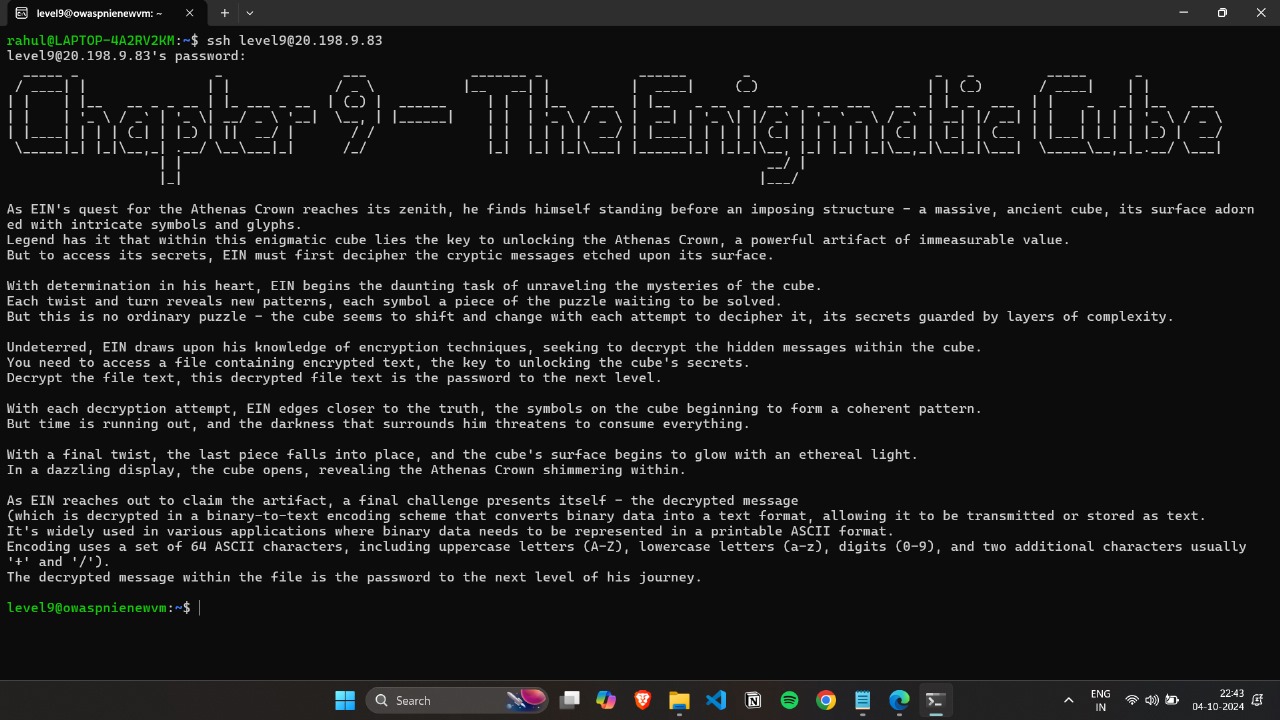 level9@owaspnienewvm: ~
rahul@LAPTOP-4A2RV2KM:~$ ssh level9@20.198.9.83
level9@20.198.9.83's password:
Chapter 9 - The Enigmatic Cube
As EIN's quest for the Athenas Crown reaches its zenith, he finds himself standing before an imposing structure - a massive, ancient cube, its surface adorn
ed with intricate symbols and glyphs.
Legend has it that within this enigmatic cube lies the key to unlocking the Athenas Crown, a powerful artifact of immeasurable value.
But to access its secrets, EIN must first decipher the cryptic messages etched upon its surface.
With determination in his heart, EIN begins the daunting task of unraveling the mysteries of the cube.
Each twist and turn reveals new patterns, each symbol a piece of the puzzle waiting to be solved.
But this is no ordinary puzzle - the cube seems to shift and change with each attempt to decipher it, its secrets guarded by layers of complexity.
Undeterred, EIN draws upon his knowledge of encryption techniques, seeking to decrypt the hidden messages within the cube.
You need to access a file containing encrypted text, the key to unlocking the cube's secrets.
Decrypt the file text, this decrypted file text is the password to the next level.
With each decryption attempt, EIN edges closer to the truth, the symbols on the cube beginning to form a coherent pattern.
But time is running out, and the darkness that surrounds him threatens to consume everything.
With a final twist, the last piece falls into place, and the cube's surface begins to glow with an ethereal light.
In a dazzling display, the cube opens, revealing the Athenas Crown shimmering within.
As EIN reaches out to claim the artifact, a final challenge presents itself - the decrypted message
(which is decrypted in a binary-to-text encoding scheme that converts binary data into a text format, allowing it to be transmitted or stored as text.
It's widely used in various applications where binary data needs to be represented in a printable ASCII format.
Encoding uses a set of 64 ASCII characters, including uppercase letters (A-Z), lowercase letters (a-z), digits (0-9), and two additional characters usually
'+' and '/').
The decrypted message within the file is the password to the next level of his journey.
level9@owaspnienewvm:~$
Search
ENG
IN
22:43
04-10-2024